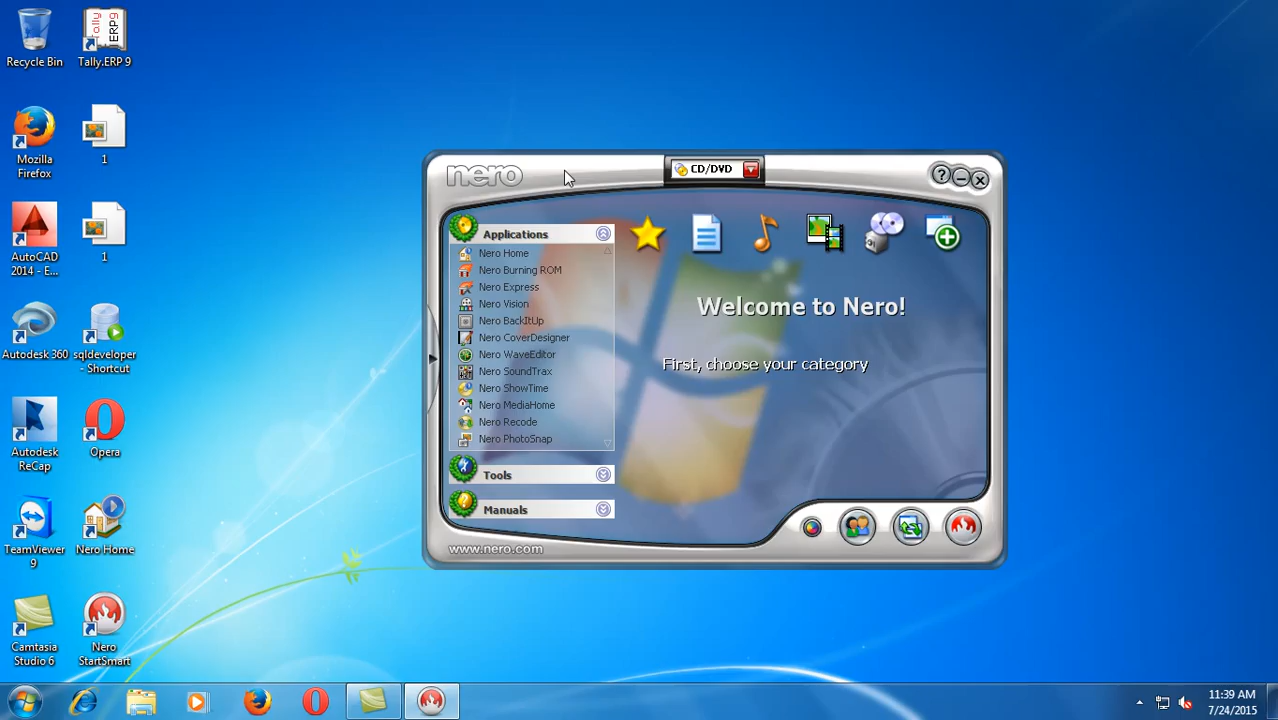 Recycle Bin
Tally.ERP 9
Tally
ERP9
Mozilla
Firefox
1
AutoCAD
2014 - E...
1
Autodesk 360
sqldeveloper
- Shortcut
Autodesk
ReCap
Opera
TeamViewer
9
Nero Home
Camtasia
Studio 6
Nero
StartSmart
nero
CD/DVD
?
Applications
Nero Home
Nero Burning ROM
Nero Express
Nero Vision
Nero BackItUp
Nero CoverDesigner
Nero WaveEditor
Nero SoundTrax
Nero ShowTime
Nero MediaHome
Nero Recode
Nero PhotoSnap
Tools
Manuals
Welcome to Nero!
First, choose your category
www.nero.com
11:39 AM
7/24/2015